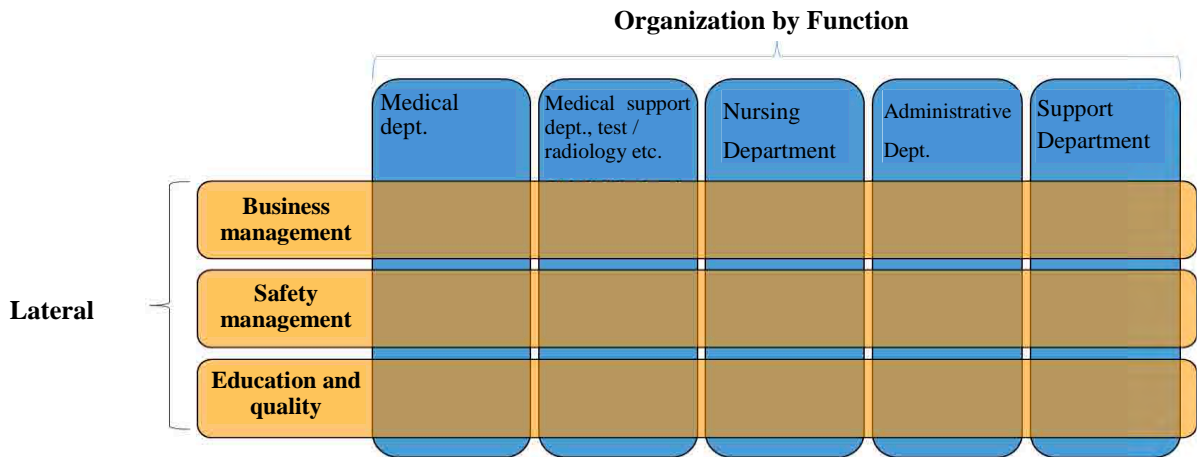 Organization by Function
Medical
dept.
Medical support
dept., test /
radiology etc.
Nursing
Department
Administrative
Dept.
Support
Department
Lateral
Business
management
Safety
management
Education and
quality